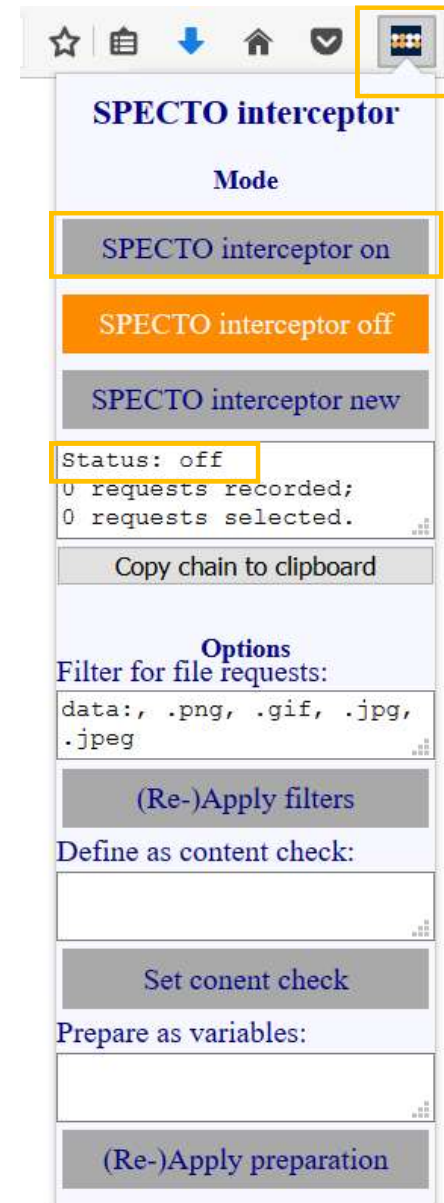 SPECTO interceptor
Mode
SPECTO interceptor on
SPECTO interceptor off
SPECTO interceptor new
Status: off
0 requests recorded;
0 requests selected.
Copy chain to clipboard
Options
Filter for file requests:
data:, .png, .gif, .jpg,
.jpeg
(Re-)Apply filters
Define as content check:
Set conent check
Prepare as variables:
(Re-)Apply preparation